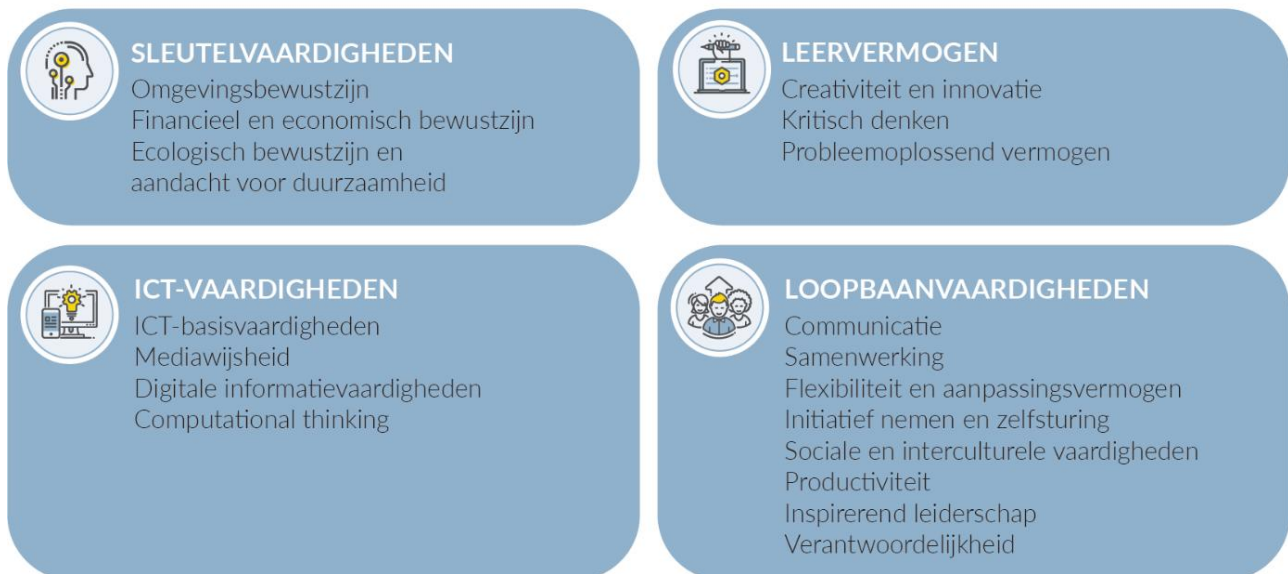 SLEUTELVAARDIGHEDEN
Omgevingsbewustzijn
Financieel en economisch bewustzijn
Ecologisch bewustzijn en
aandacht voor duurzaamheid
LEERVERMOGEN
Creativiteit en innovatie
Kritisch denken
Probleemoplossend vermogen
ICT-VAARDIGHEDEN
ICT-basisvaardigheden
Mediawijsheid
Digitale informatievaardigheden
Computational thinking
LOOPBAANVAARDIGHEDEN
Communicatie
Samenwerking
Flexibiliteit en aanpassingsvermogen
Initiatief nemen en zelfsturing
Sociale en interculturele vaardigheden
Productiviteit
Inspirerend leiderschap
Verantwoordelijkheid